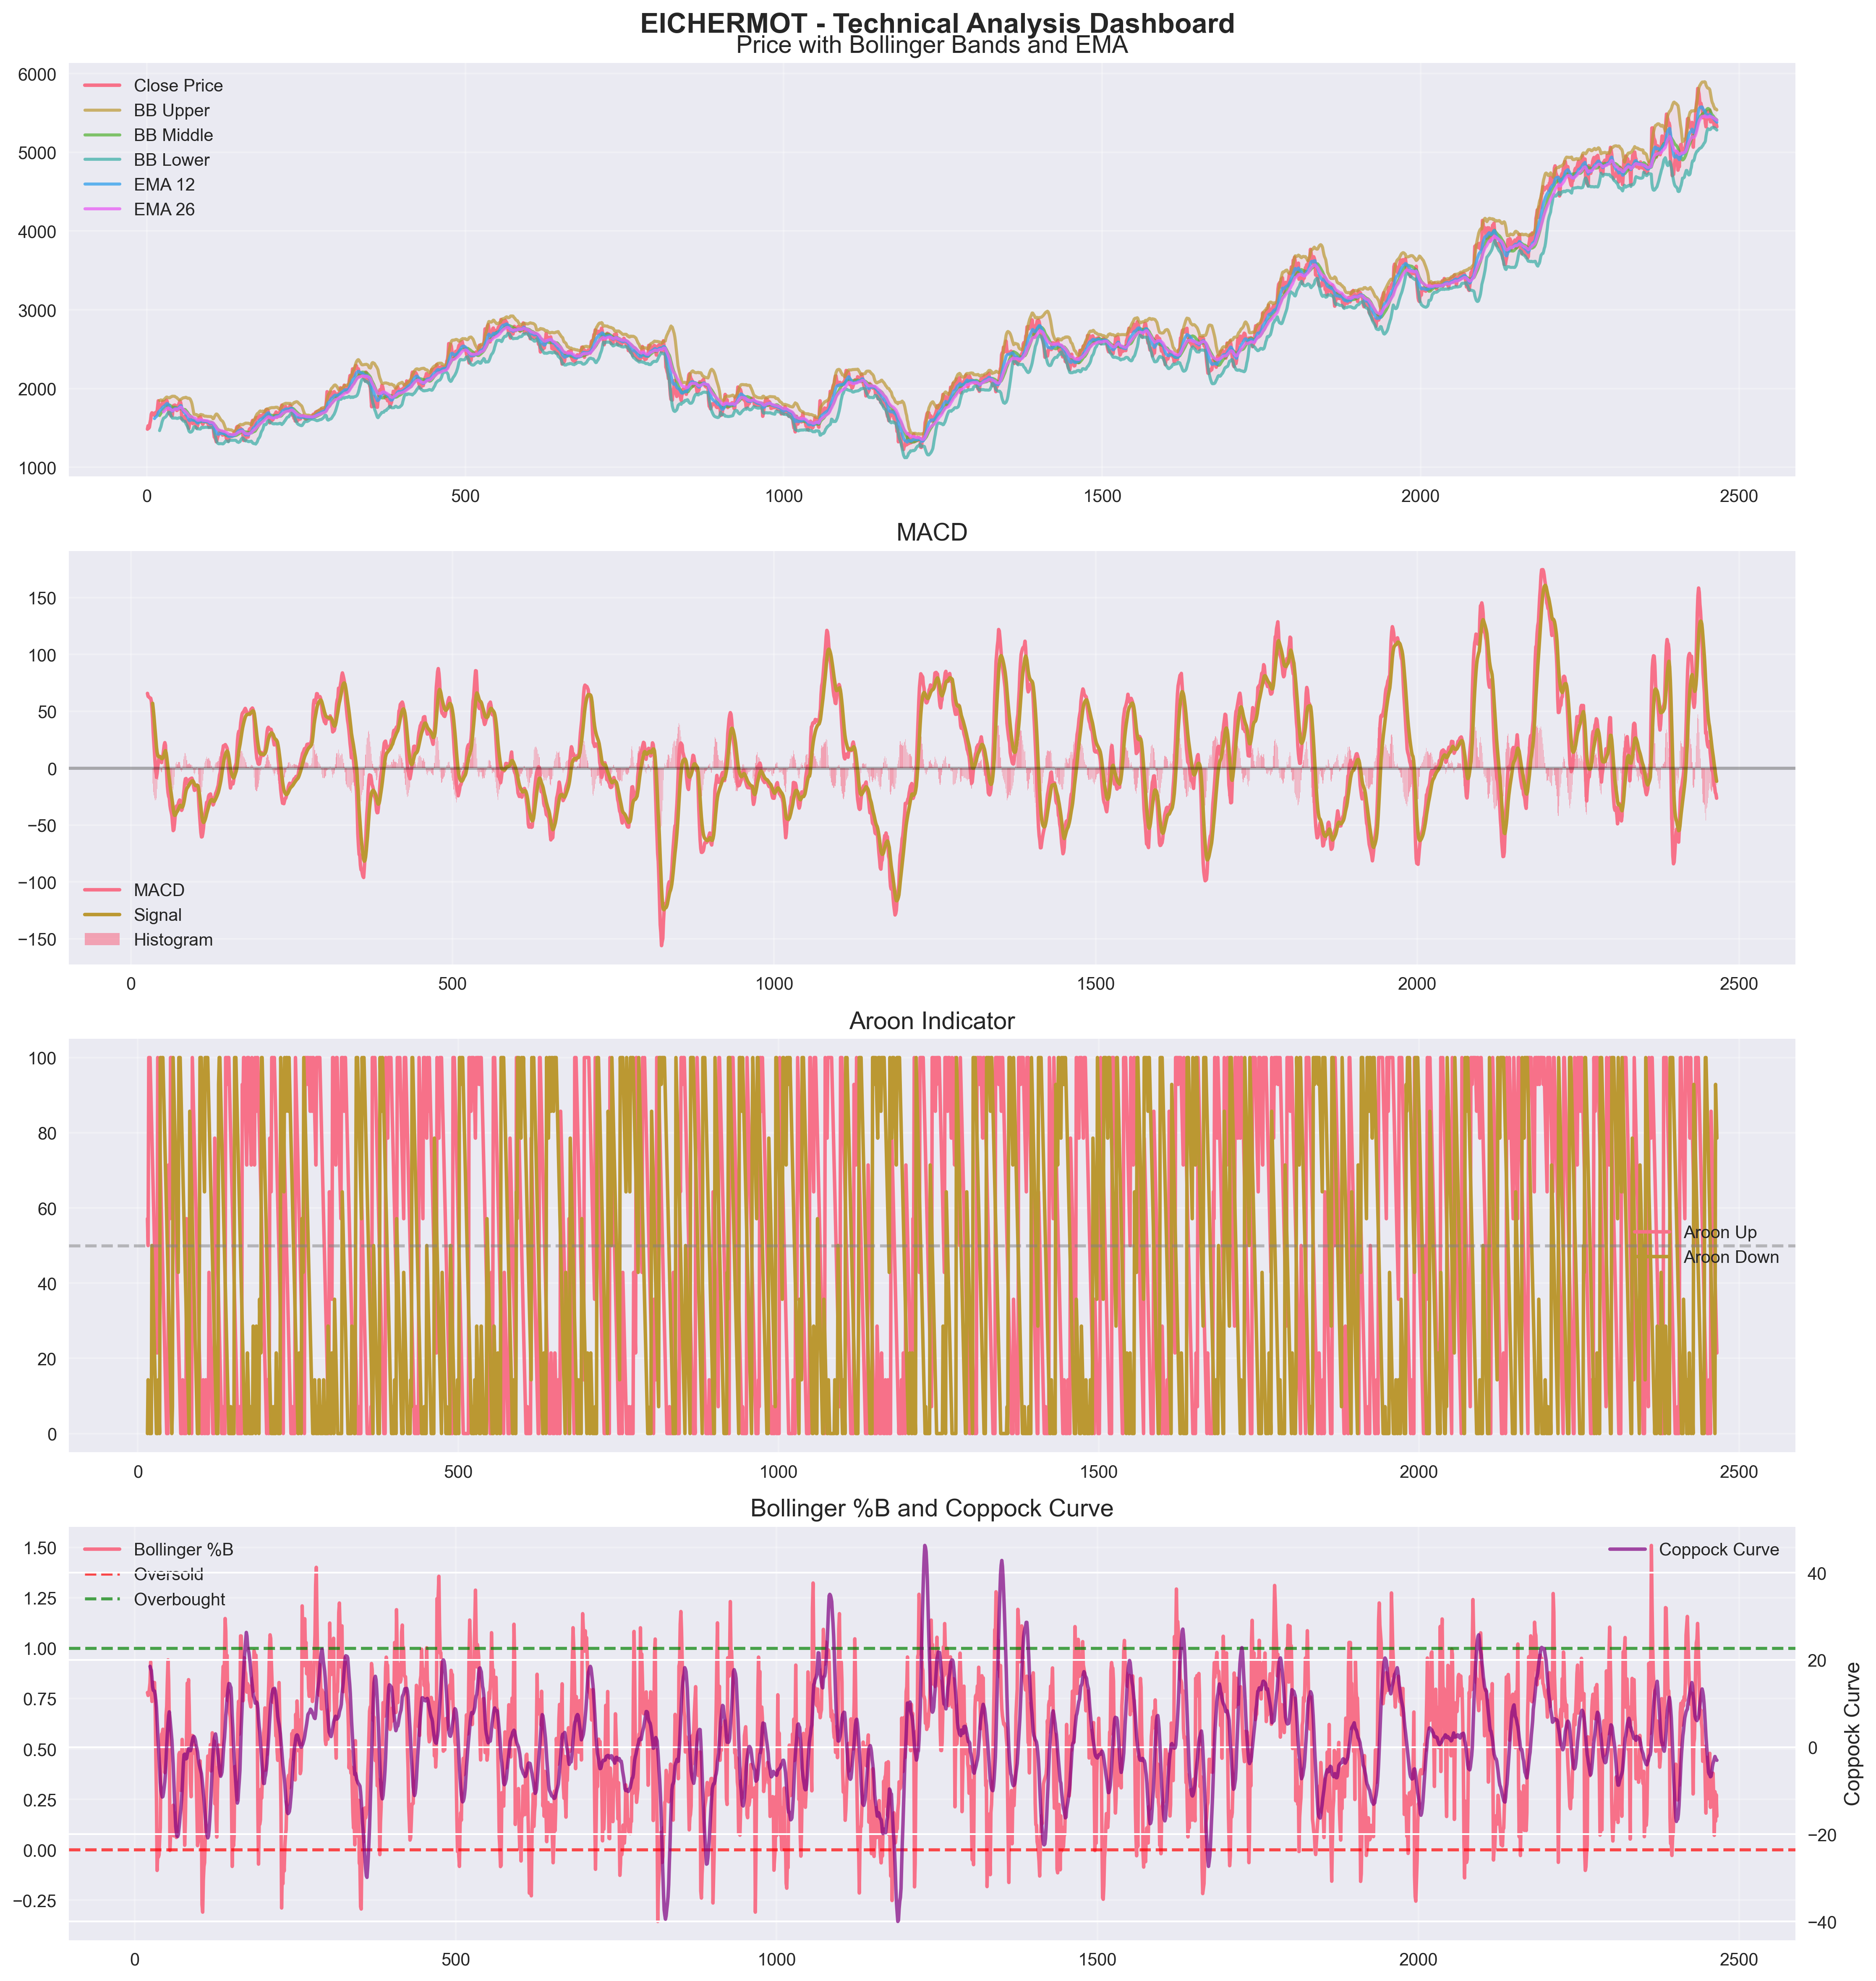 EICHERMOT - Technical Analysis Dashboard
Price with Bollinger Bands and EMA
6000
5000
4000
3000
2000
1000
Close Price
BB Upper
BB Middle
BB Lower
EMA 12
EMA 26
0 500 1000 1500 2000 2500
MACD
150
100
50
0
−50
−100
−150
MACD
Signal
Histogram
0 500 1000 1500 2000 2500
Aroon Indicator
100
80
60
40
20
0
Aroon Up
Aroon Down
0 500 1000 1500 2000 2500
Bollinger %B and Coppock Curve
1.50
1.25
1.00
0.75
0.50
0.25
0.00
−0.25
Bollinger %B
Oversold
Overbought
Coppock Curve
40
20
0
−20
−40
Coppock Curve
0 500 1000 1500 2000 2500